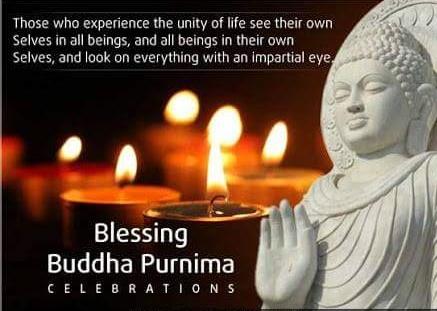 Those who experience the unity of life see their own
Selves in all beings, and all beings in their own
Selves, and look on everything with an impartial eye.
Blessing
Buddha Purnima
CELEBRATIONS